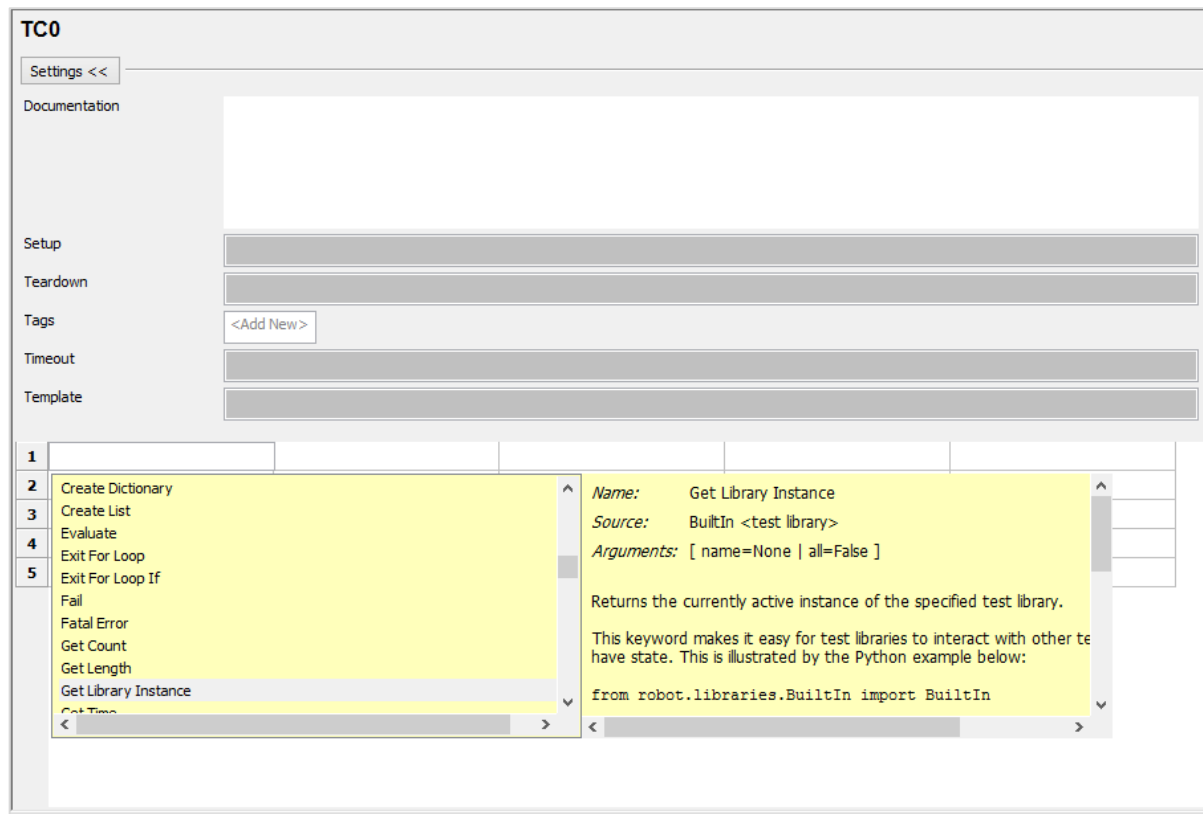 TC0
Settings <<
Documentation
Setup
Teardown
Tags <Add New>
Timeout
Template
1
2
3
4
5
Create Dictionary
Create List
Evaluate
Exit For Loop
Exit For Loop If
Fail
Fatal Error
Get Count
Get Length
Get Library Instance
Get Time
Name: Get Library Instance
Source: BuiltIn <test library>
Arguments: [ name=None | all=False ]
Returns the currently active instance of the specified test library.
This keyword makes it easy for test libraries to interact with other te
have state. This is illustrated by the Python example below:
from robot.libraries.BuiltIn import BuiltIn